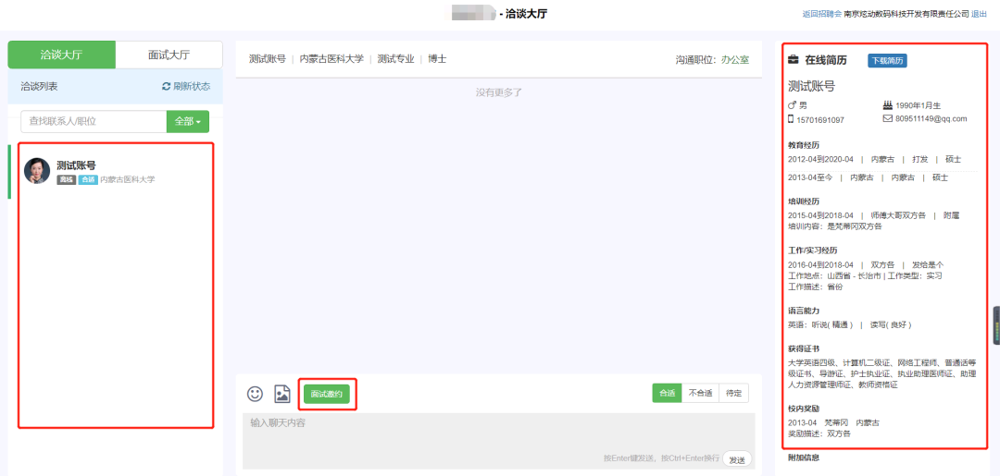 - 洽谈大厅
返回招聘会 南京炫动数码科技开发有限责任公司 退出
洽谈大厅 面试大厅
洽谈列表 刷新状态
查找联系人/职位 全部
测试账号
离线 合适 内蒙古医科大学
测试账号 | 内蒙古医科大学 | 测试专业 | 博士 沟通职位：办公室
没有更多了
面试邀约 合适 不合适 待定
输入聊天内容
按Enter键发送，按Ctrl+Enter换行 发送
在线简历 下载简历
测试账号
男 1990年1月生
15701691097 809511149@qq.com
教育经历
2012-04到2020-04 | 内蒙古 | 打发 | 硕士
2013-04至今 | 内蒙古 | 内蒙古 | 硕士
培训经历
2015-04到2018-04 | 师傅大哥双方各 | 附属
培训内容：是梵蒂冈双方各
工作/实习经历
2016-04到2018-04 | 双方各 | 发给是个
工作地点：山西省 - 长治市 | 工作类型：实习
工作描述：省份
语言能力
英语：听说( 精通 ) | 读写( 良好 )
获得证书
大学英语四级、计算机二级证、网络工程师、普通话等
级证书、导游证、护士执业证、执业助理医师证、助理
人力资源管理师证、教师资格证
校内奖励
2013-04 梵蒂冈 内蒙古
奖励描述：双方各
附加信息